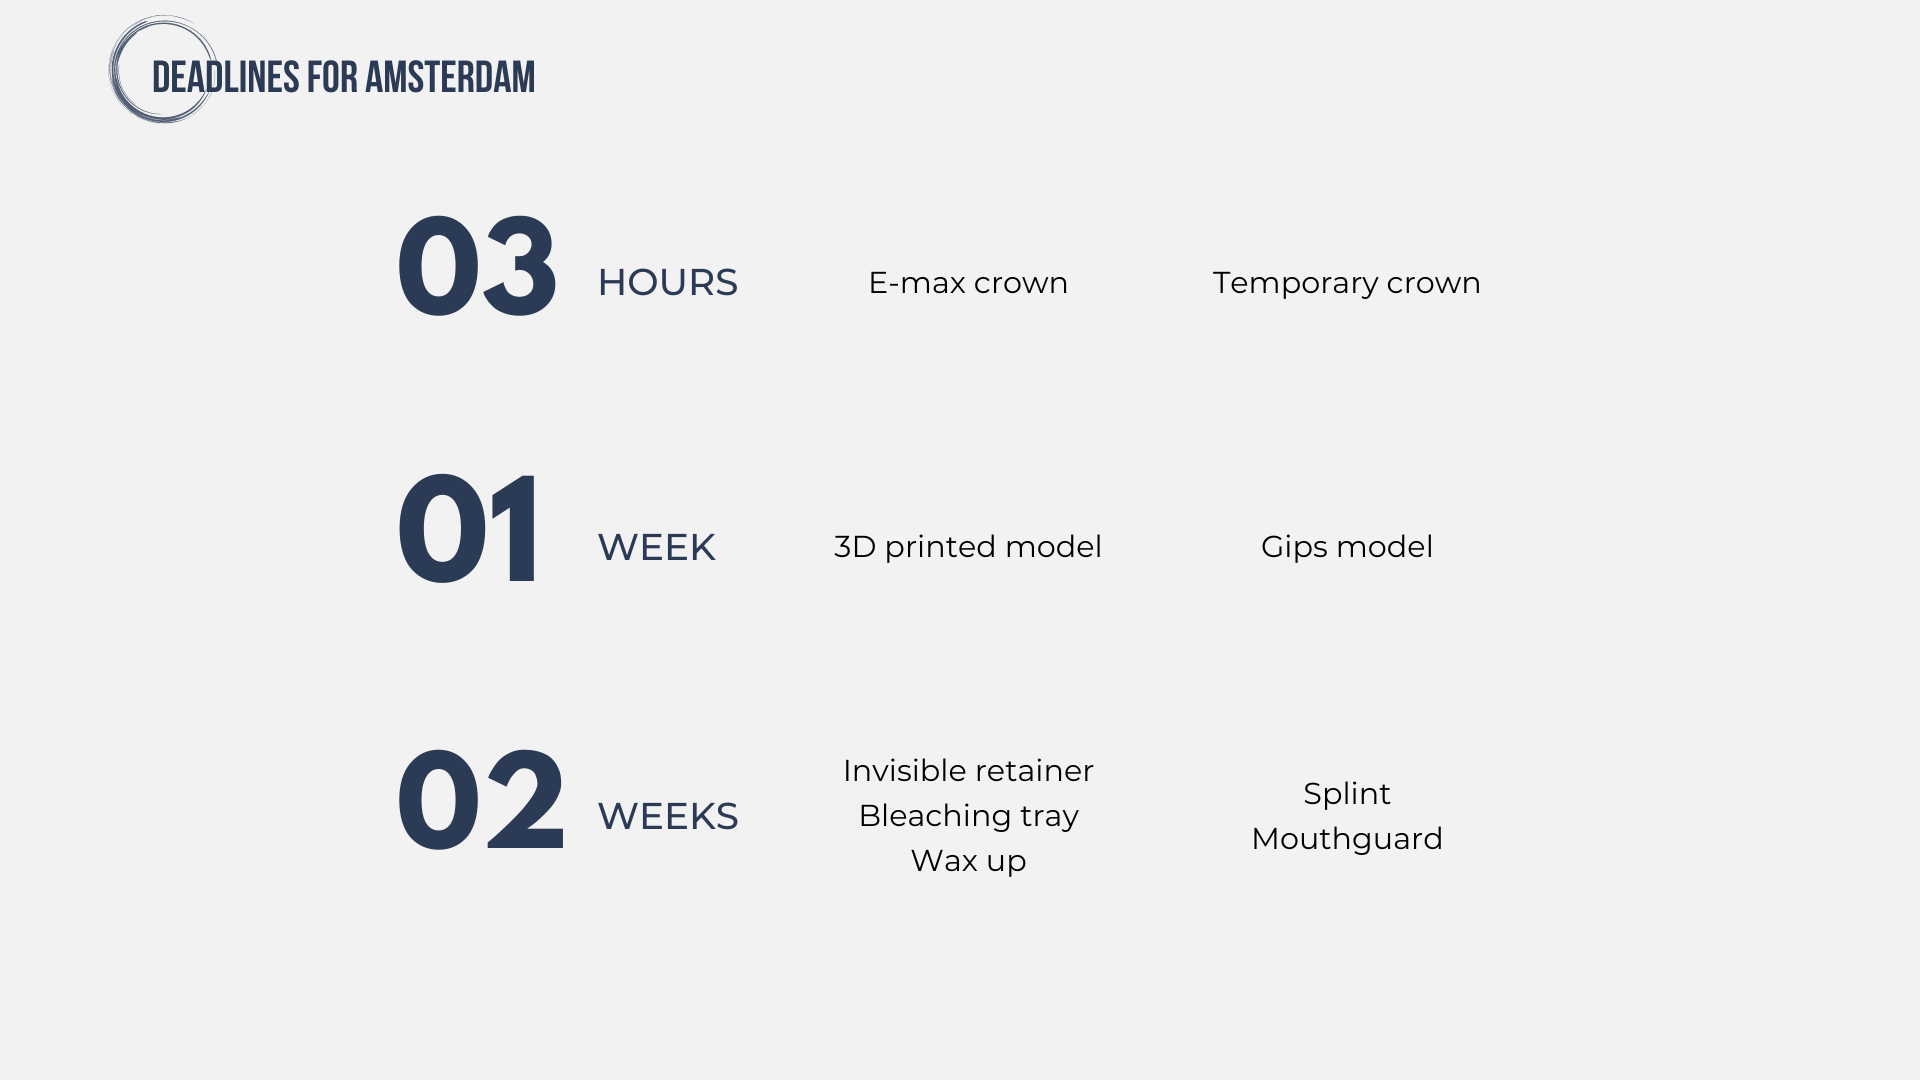 DEADLINES FOR AMSTERDAM
03 HOURS
E-max crown
Temporary crown
01 WEEK
3D printed model
Gips model
02 WEEKS
Invisible retainer
Bleaching tray
Wax up
Splint
Mouthguard